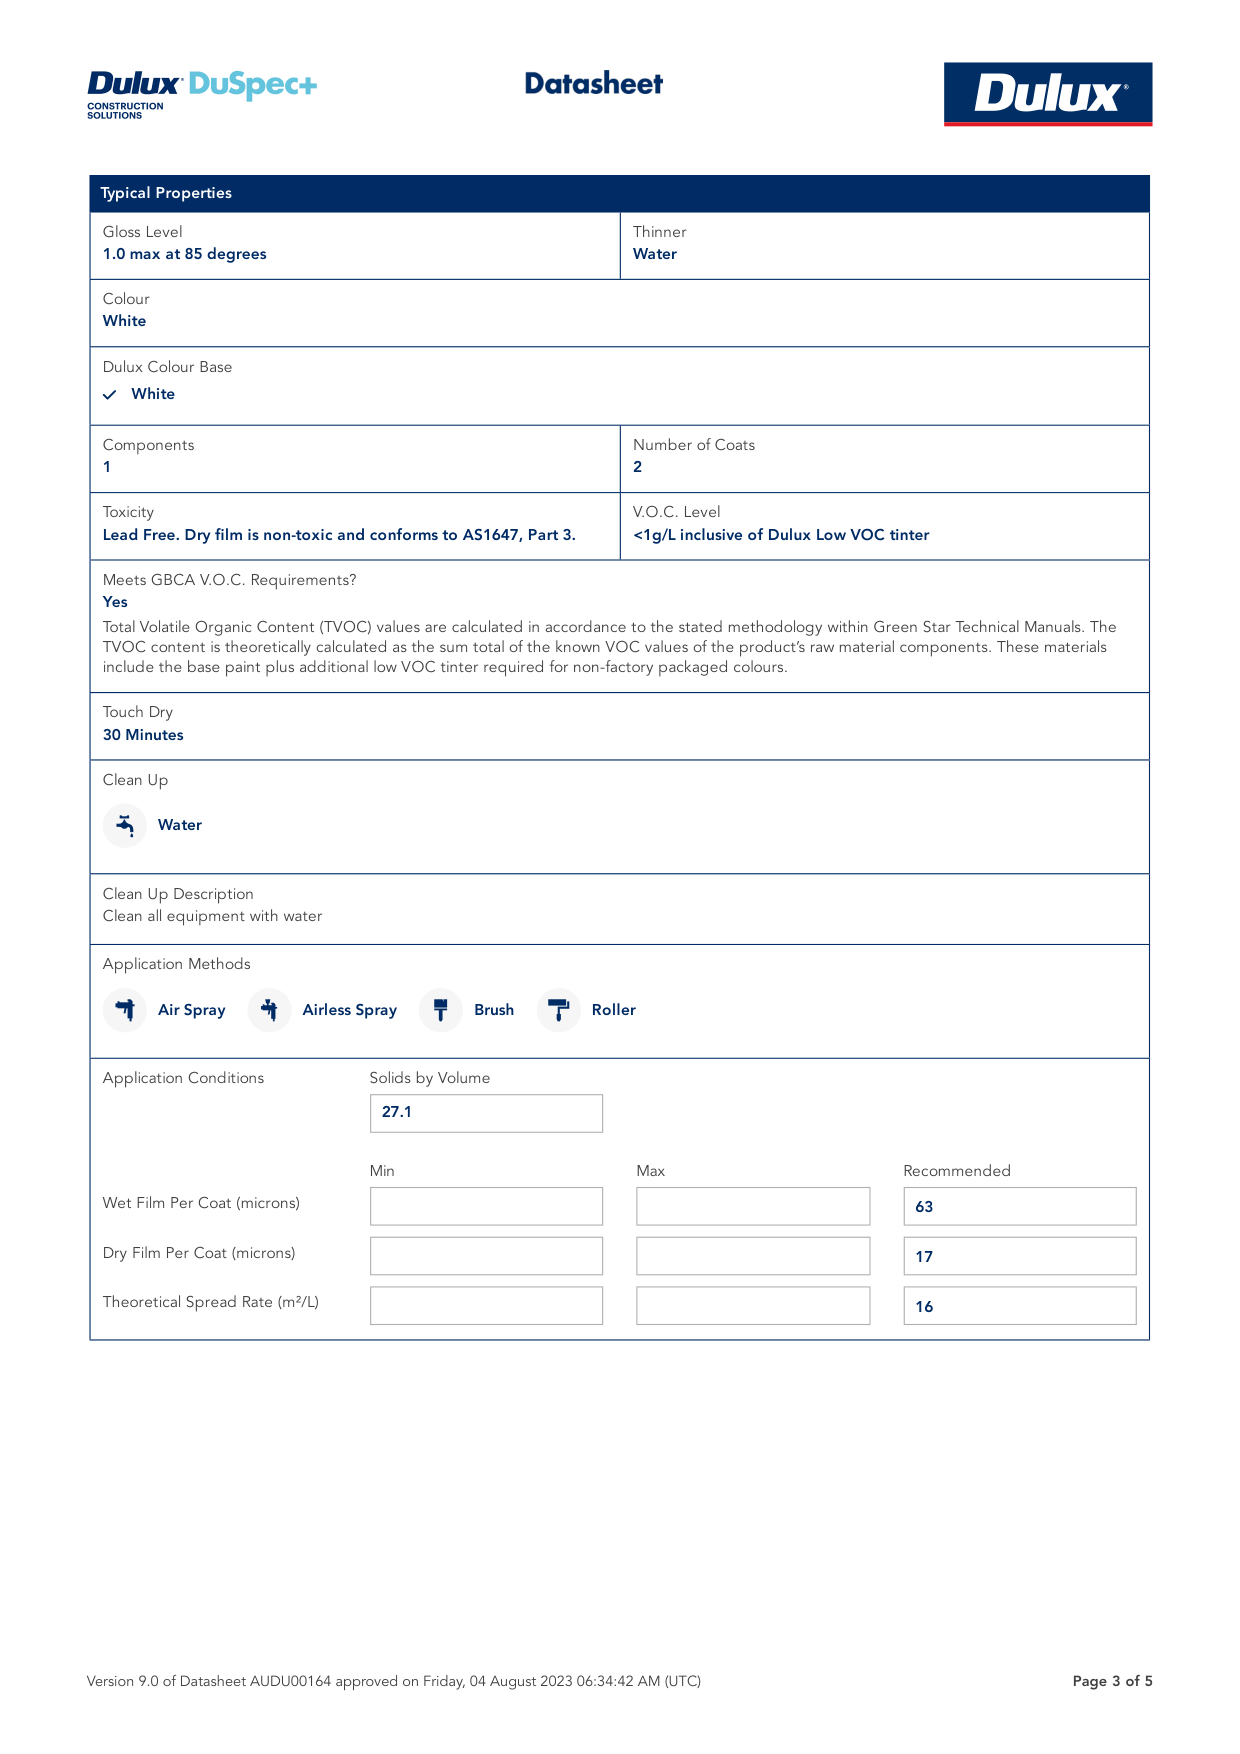 Dulux DuSpec+
CONSTRUCTION
SOLUTIONS
Datasheet
Dulux®
Typical Properties
Gloss Level
1.0 max at 85 degrees
Thinner
Water
Colour
White
Dulux Colour Base
White
Components
1
Number of Coats
2
Toxicity
Lead Free. Dry film is non-toxic and conforms to AS1647, Part 3.
V.O.C. Level
<1g/L inclusive of Dulux Low VOC tinter
Meets GBCA V.O.C. Requirements?
Yes
Total Volatile Organic Content (TVOC) values are calculated in accordance to the stated methodology within Green Star Technical Manuals. The
TVOC content is theoretically calculated as the sum total of the known VOC values of the product's raw material components. These materials
include the base paint plus additional low VOC tinter required for non-factory packaged colours.
Touch Dry
30 Minutes
Clean Up
Water
Clean Up Description
Clean all equipment with water
Application Methods
Air Spray Airless Spray Brush Roller
Application Conditions Solids by Volume
27.1
Min Max Recommended
Wet Film Per Coat (microns) 63
Dry Film Per Coat (microns) 17
Theoretical Spread Rate (m²/L) 16
Version 9.0 of Datasheet AUDU00164 approved on Friday, 04 August 2023 06:34:42 AM (UTC)
Page 3 of 5